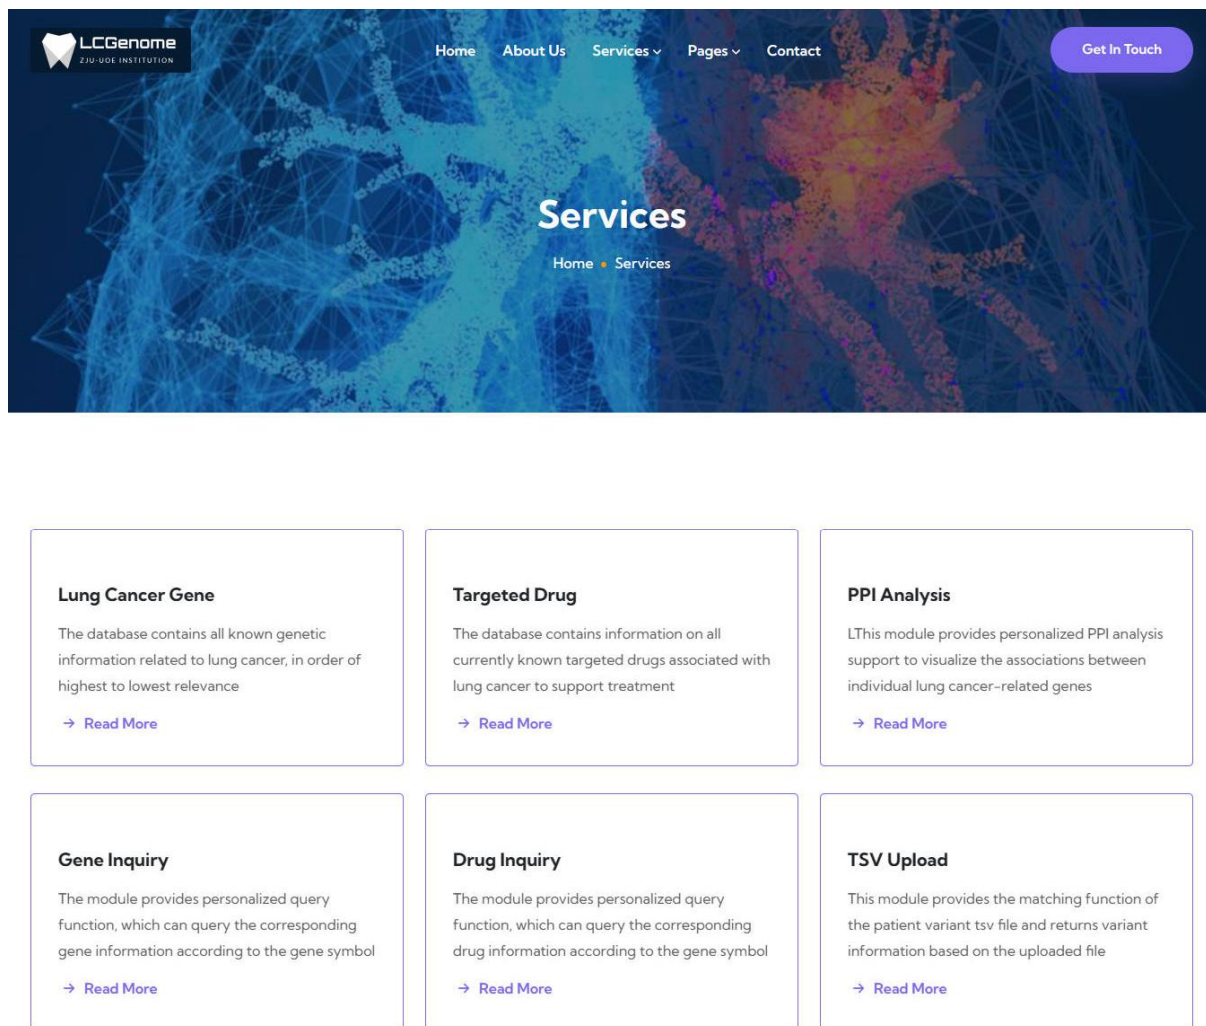 LCGenome
ZJU-UOE INSTITUTION
Home About Us Services Pages Contact
Get In Touch
Services
Home • Services
Lung Cancer Gene
The database contains all known genetic
information related to lung cancer, in order of
highest to lowest relevance
→ Read More
Targeted Drug
The database contains information on all
currently known targeted drugs associated with
lung cancer to support treatment
→ Read More
PPI Analysis
LThis module provides personalized PPI analysis
support to visualize the associations between
individual lung cancer-related genes
→ Read More
Gene Inquiry
The module provides personalized query
function, which can query the corresponding
gene information according to the gene symbol
→ Read More
Drug Inquiry
The module provides personalized query
function, which can query the corresponding
drug information according to the gene symbol
→ Read More
TSV Upload
This module provides the matching function of
the patient variant tsv file and returns variant
information based on the uploaded file
→ Read More